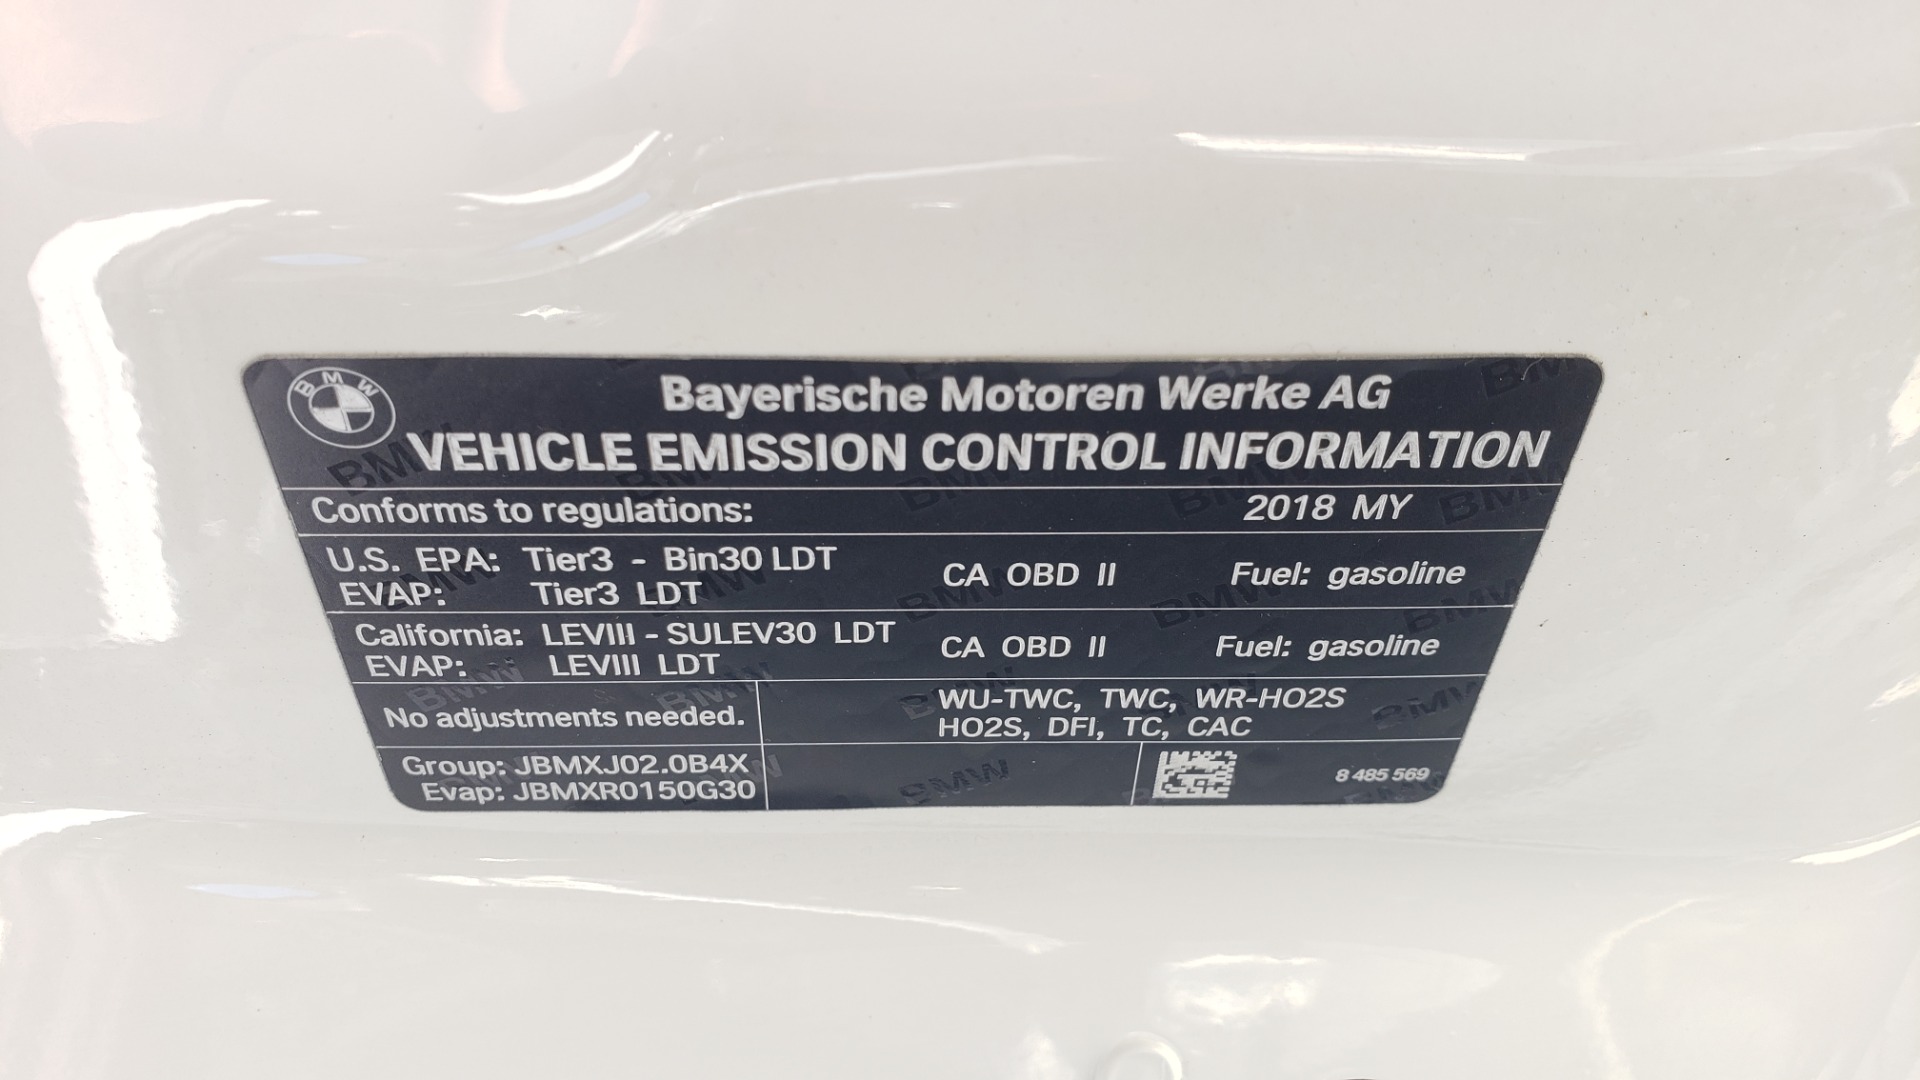 BMW
Bayerische Motoren Werke AG
VEHICLE EMISSION CONTROL INFORMATION
Conforms to regulations: 2018 MY
U.S. EPA: Tier3 - Bin30 LDT CA OBD II Fuel: gasoline
EVAP: Tier3 LDT
California: LEVIII - SULEV30 LDT CA OBD II Fuel: gasoline
EVAP: LEVIII LDT
No adjustments needed. WU-TWC, TWC, WR-HO2S
HO2S, DFI, TC, CAC
Group: JBMXJ02.0B4X
Evap: JBMXR0150G30
8 485 569